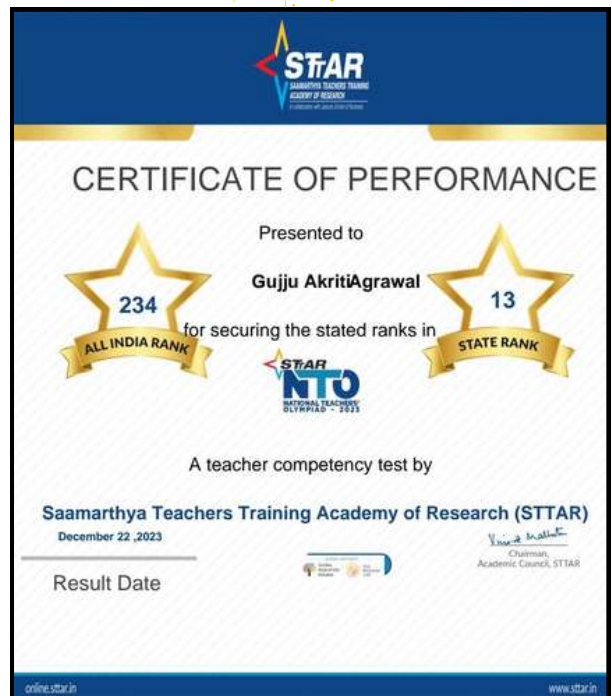 STTAR
SAAMARTHYA TEACHERS TRAINING
ACADEMY OF RESEARCH
CERTIFICATE OF PERFORMANCE
Presented to
Gujju AkritiAgrawal
234
ALL INDIA RANK
13
STATE RANK
for securing the stated ranks in
STTAR
NTO
NATIONAL TEACHERS'
OLYMPIAD - 2023
A teacher competency test by
Saamarthya Teachers Training Academy of Research (STTAR)
December 22 ,2023
Result Date
Chairman,
Academic Council, STTAR
online.sttar.in
www.sttar.in